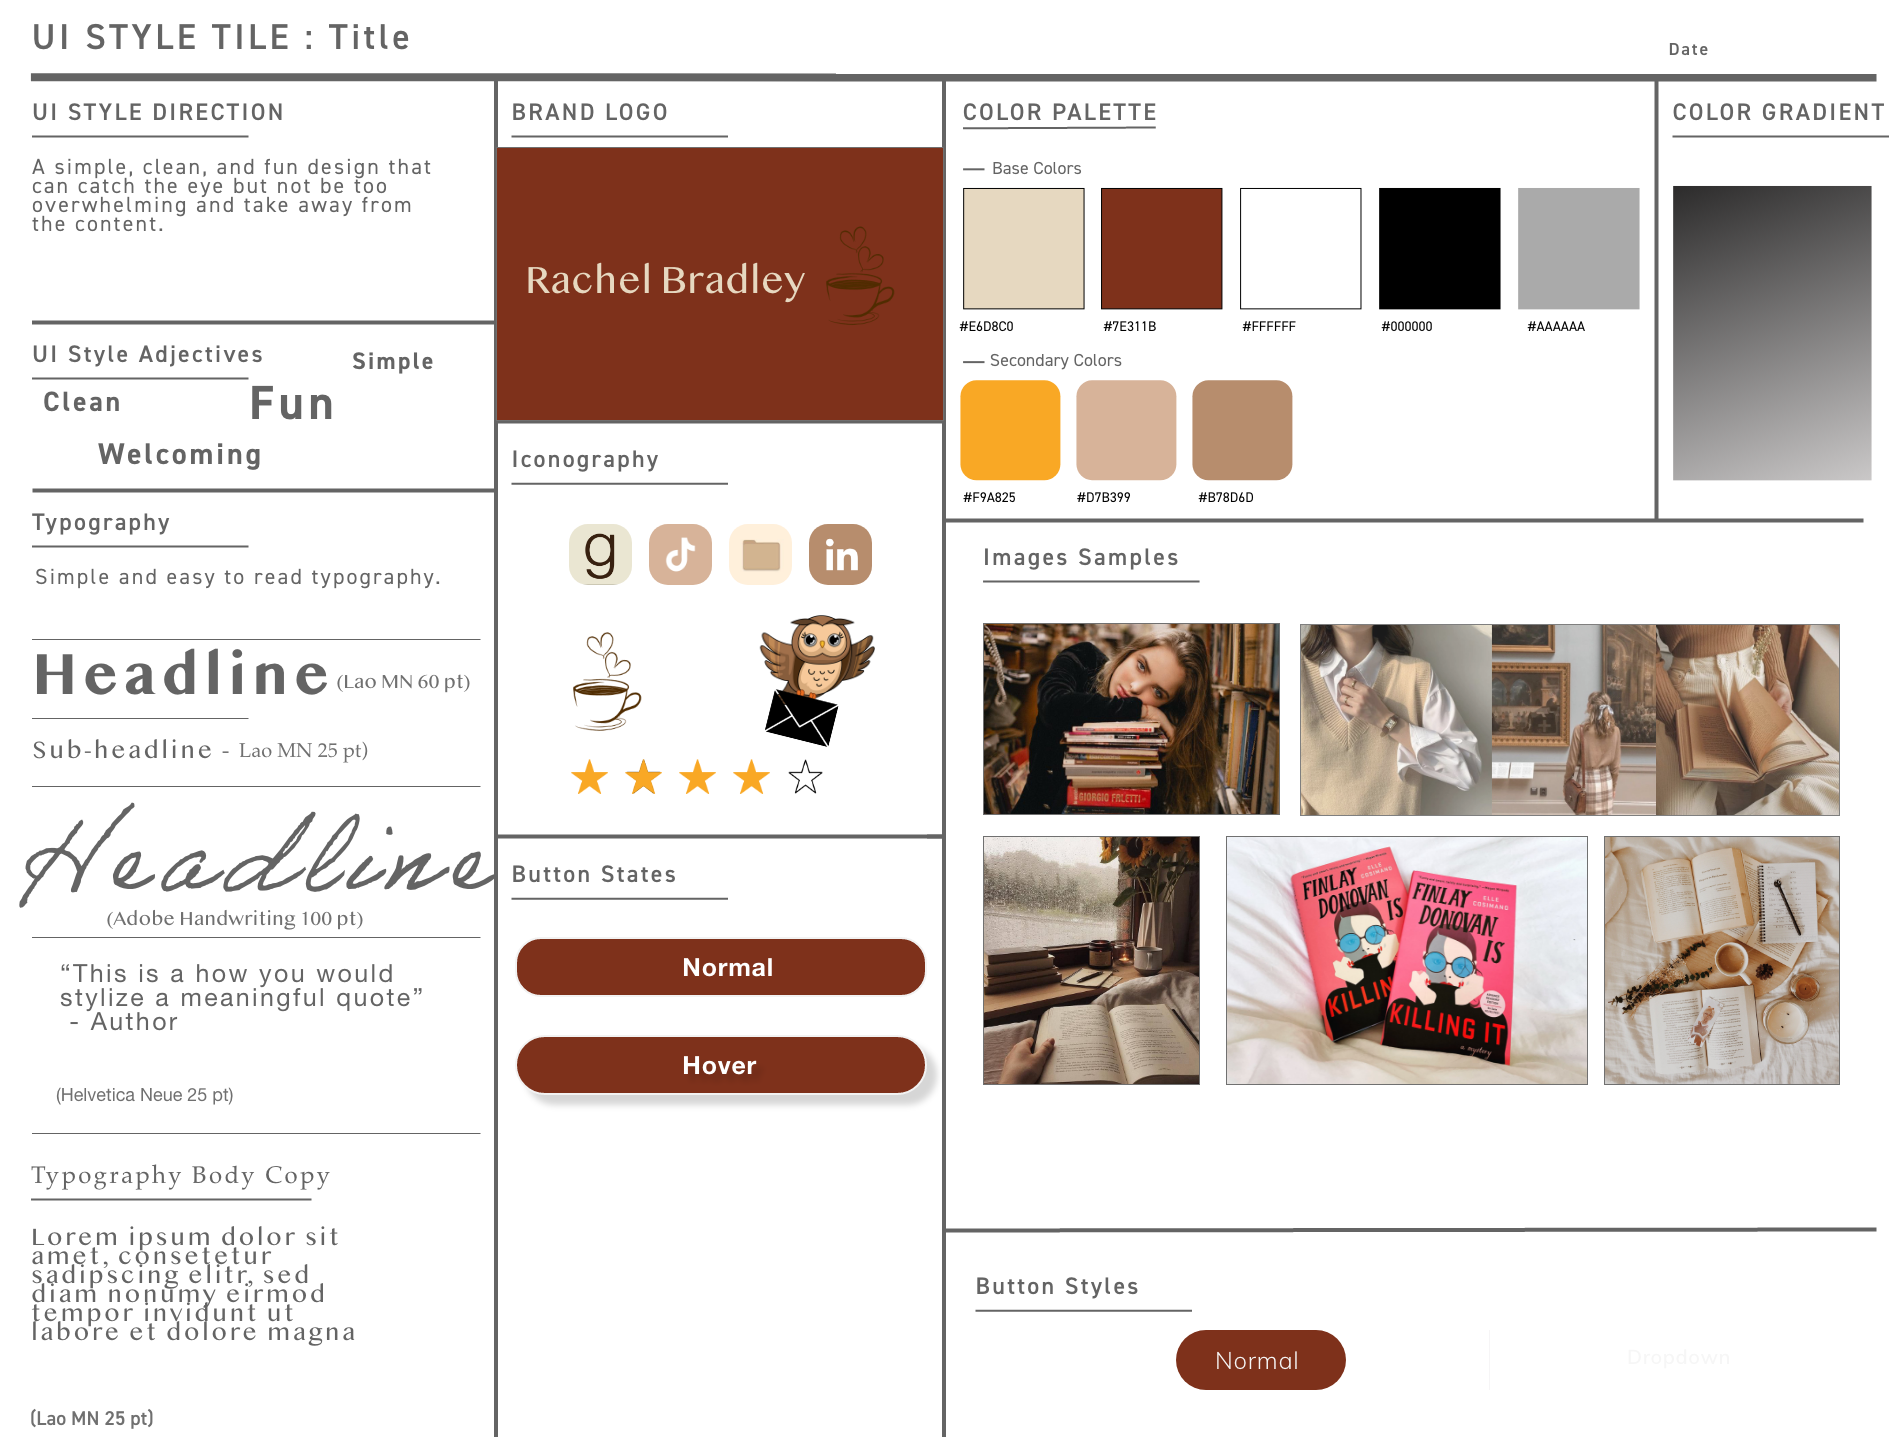 UI STYLE TILE : Title
Date
UI STYLE DIRECTION
A simple, clean, and fun design that
can catch the eye but not be too
overwhelming and take away from
the content.
UI Style Adjectives
Simple
Clean
Fun
Welcoming
Typography
Simple and easy to read typography.
Headline (Lao MN 60 pt)
Sub-headline - Lao MN 25 pt)
Headline
(Adobe Handwriting 100 pt)
“This is a how you would
stylize a meaningful quote”
- Author
(Helvetica Neue 25 pt)
Typography Body Copy
Lorem ipsum dolor sit
amet, consetetur
sadipscing elitr, sed
diam nonumy eirmod
tempor invidunt ut
labore et dolore magna
(Lao MN 25 pt)
BRAND LOGO
Rachel Bradley
Iconography
g
in
Button States
Normal
Hover
COLOR PALETTE
Base Colors
#E6D8C0
#7E311B
#FFFFFF
#000000
#AAAAAA
Secondary Colors
#F9A825
#D7B399
#B78D6D
COLOR GRADIENT
Images Samples
GIORGIO FALETTI
ELLE
COSIMANO
FINLAY
DONOVAN
IS
KILLIN
ELLE
COSIMANO
FINLAY
DONOVAN
IS
KILLING IT
a mystery
Button Styles
Normal
Dropdown